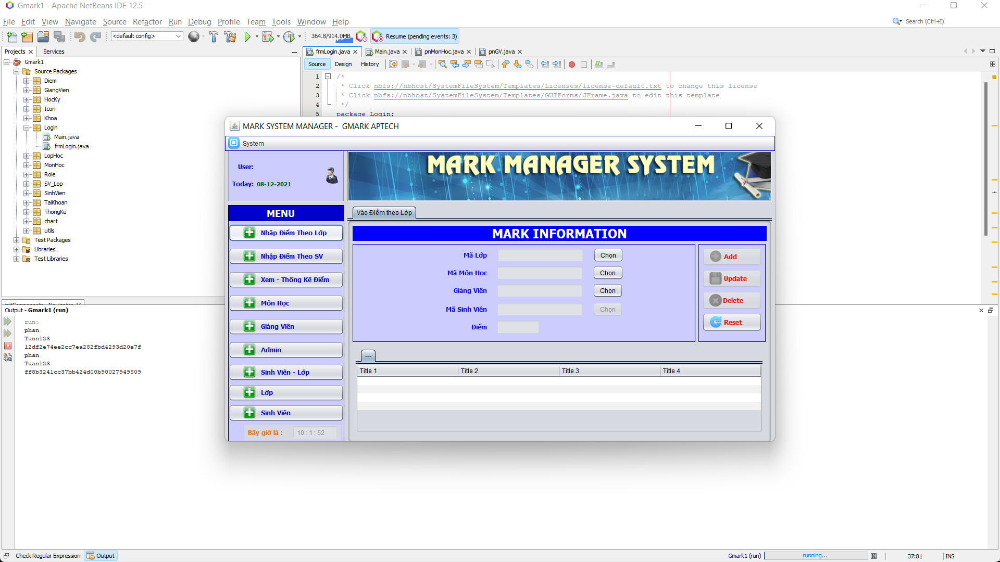 Gmark1 - Apache NetBeans IDE 12.5
File Edit View Navigate Source Refactor Run Debug Profile Team Tools Window Help
Search (Ctrl+I)
<default config>
364.8/914.0MB
Resume (pending events: 3)
Projects
Services
frmLogin.java
Main.java
pnMonHoc.java
pnGV.java
Source
Design
History
Gmark1
Source Packages
Diem
GiangVien
HocKy
Icon
Khoa
Login
Main.java
frmLogin.java
LopHoc
MonHoc
Role
SV_Lop
SinhVien
TaiKhoan
ThongKe
chart
utils
Test Packages
Libraries
Test Libraries
1 /*
2 * Click nbfs://nbhost/SystemFileSystem/Templates/Licenses/license-default.txt to change this license
3 * Click nbfs://nbhost/SystemFileSystem/Templates/GUIForms/JFrame.java to edit this template
4 */
5 package Login;
MARK SYSTEM MANAGER - GMARK APTECH
System
User:
Today: 08-12-2021
MARK MANAGER SYSTEM
MENU
Nhập Điểm Theo Lớp
Nhập Điểm Theo SV
Xem - Thống Kê Điểm
Môn Học
Giảng Viên
Admin
Sinh Viên - Lớp
Lớp
Sinh Viên
Bây giờ là :
10 : 1 : 52
Vào Điểm theo Lớp
MARK INFORMATION
Mã Lớp
Chọn
Mã Môn Học
Chọn
Giảng Viên
Chọn
Mã Sinh Viên
Chọn
Điểm
Add
Update
Delete
Reset
---
Title 1
Title 2
Title 3
Title 4
Output - Gmark1 (run)
run:
phan
Tunn123
12df2e74ee2cc7ea282fbd4293d20e7f
phan
Tuan123
ff8b3241cc37bb424d00b90027949809
Check Regular Expression
Output
Gmark1 (run)
running...
37:81
INS